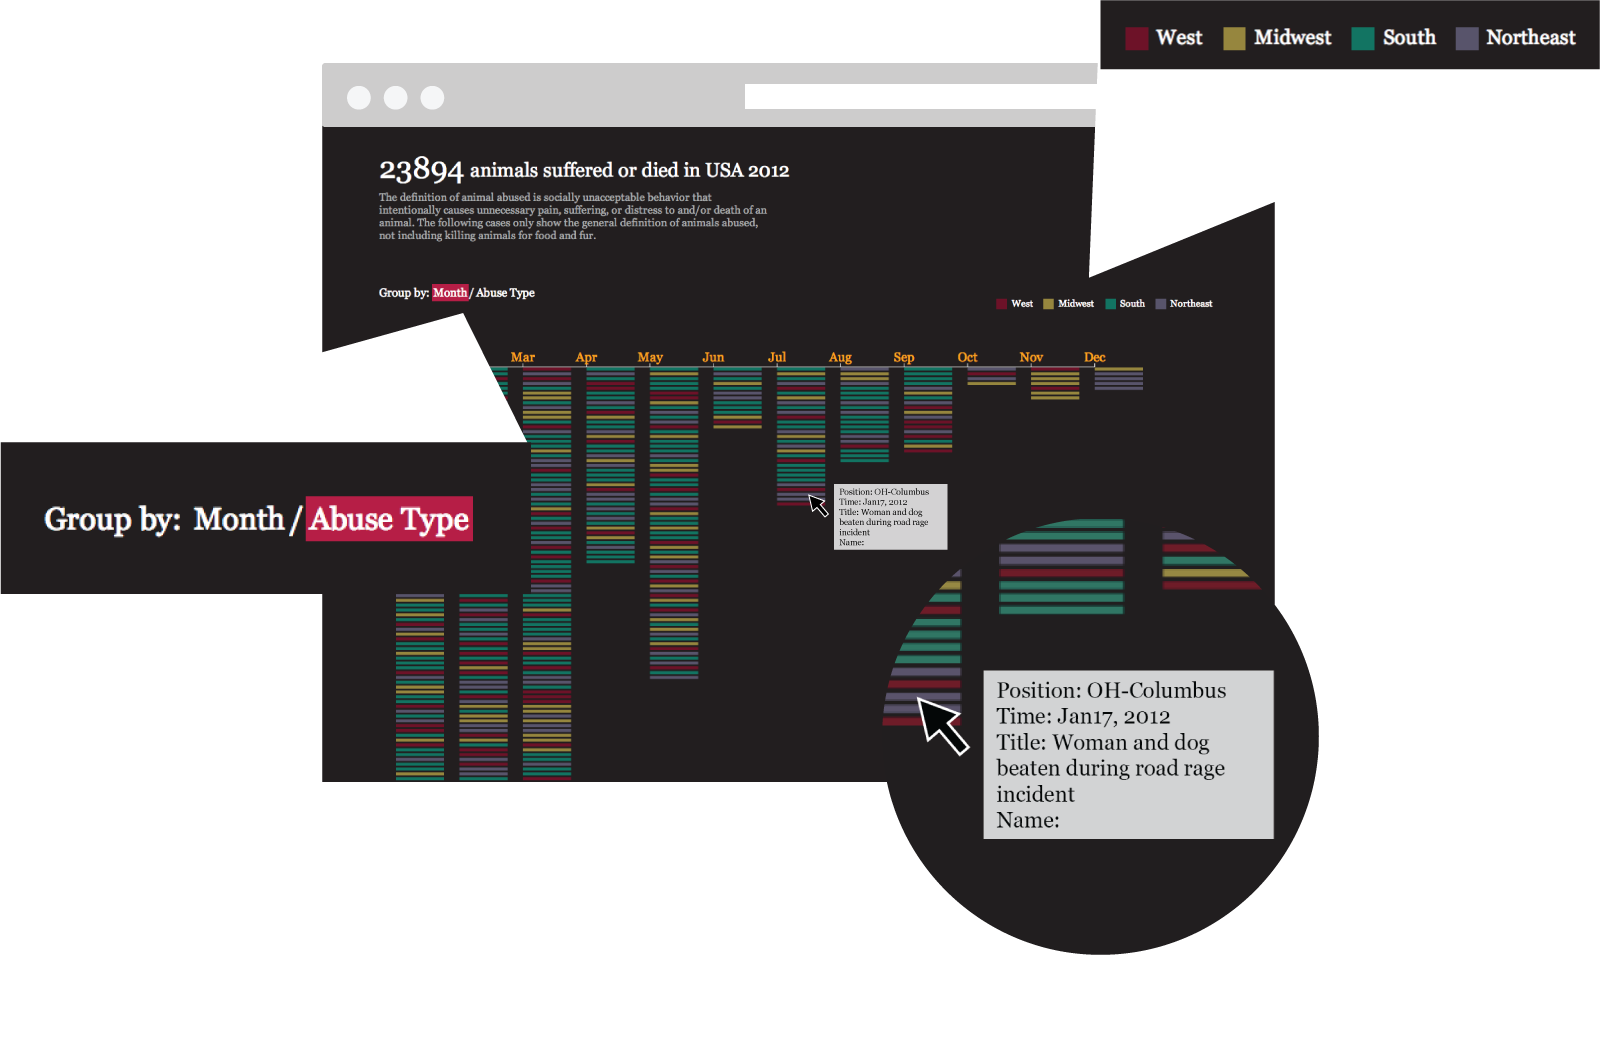 West Midwest South Northeast
23894 animals suffered or died in USA 2012
The definition of animal abused is socially unacceptable behavior that
intentionally causes unnecessary pain, suffering, or distress to and/or death of an
animal. The following cases only show the general definition of animals abused,
not including killing animals for food and fur.
Group by: Month / Abuse Type
West Midwest South Northeast
Mar Apr May Jun Jul Aug Sep Oct Nov Dec
Group by: Month / Abuse Type
Position: OH-Columbus
Time: Jan17, 2012
Title: Woman and dog
beaten during road rage
incident
Name:
Position: OH-Columbus
Time: Jan17, 2012
Title: Woman and dog
beaten during road rage
incident
Name: